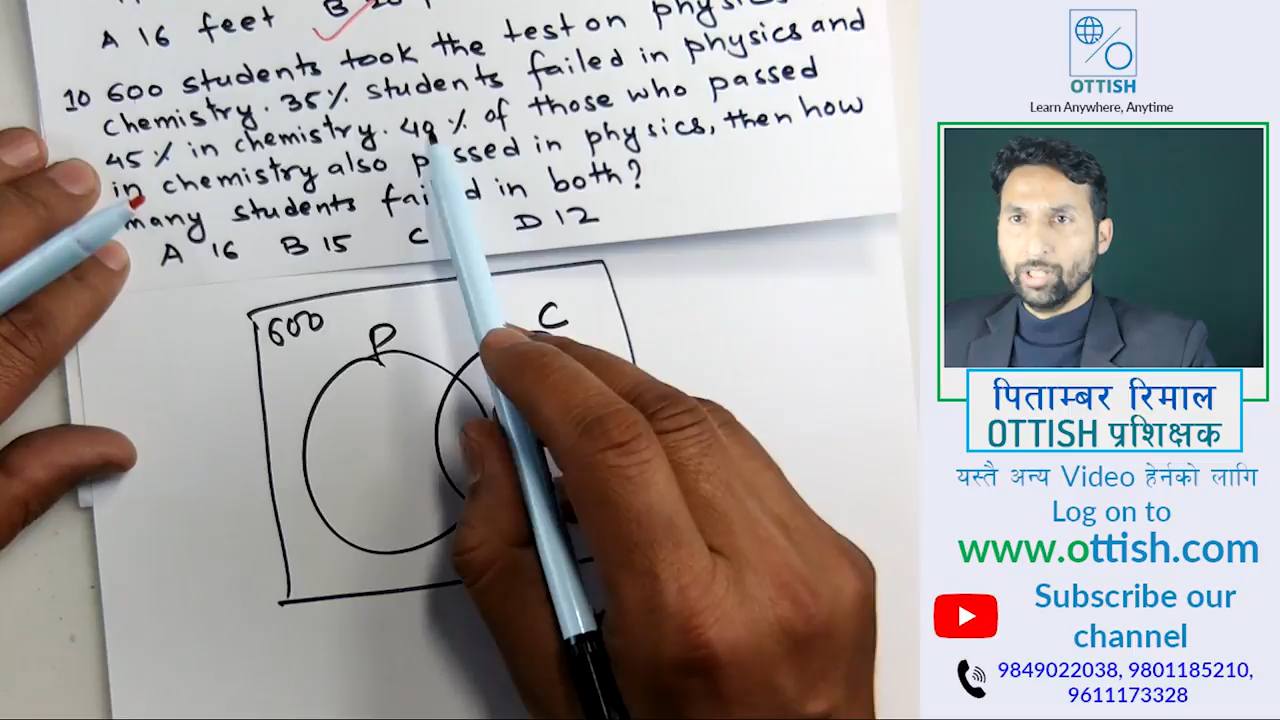 A 16 feet B
10 600 students took the test on physics
chemistry. 35% students failed in physics and
45% in chemistry. 40% of those who passed
in chemistry also passed in physics, then how
many students failed in both?
A 16 B 15 C D 12
600
P
C
OTTISH
Learn Anywhere, Anytime
पिताम्बर रिमाल
OTTISH प्रशिक्षक
यस्तै अन्य Video हेर्नको लागि
Log on to
www.ottish.com
Subscribe our
channel
9849022038, 9801185210,
9611173328